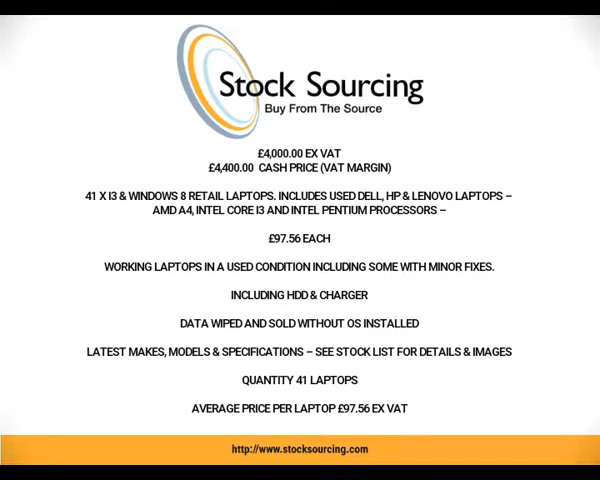 Stock Sourcing
Buy From The Source
£4,000.00 EX VAT
£4,400.00 CASH PRICE (VAT MARGIN)
41 X I3 & WINDOWS 8 RETAIL LAPTOPS. INCLUDES USED DELL, HP & LENOVO LAPTOPS –
AMD A4, INTEL CORE I3 AND INTEL PENTIUM PROCESSORS –
£97.56 EACH
WORKING LAPTOPS IN A USED CONDITION INCLUDING SOME WITH MINOR FIXES.
INCLUDING HDD & CHARGER
DATA WIPED AND SOLD WITHOUT OS INSTALLED
LATEST MAKES, MODELS & SPECIFICATIONS – SEE STOCK LIST FOR DETAILS & IMAGES
QUANTITY 41 LAPTOPS
AVERAGE PRICE PER LAPTOP £97.56 EX VAT
http://www.stocksourcing.com